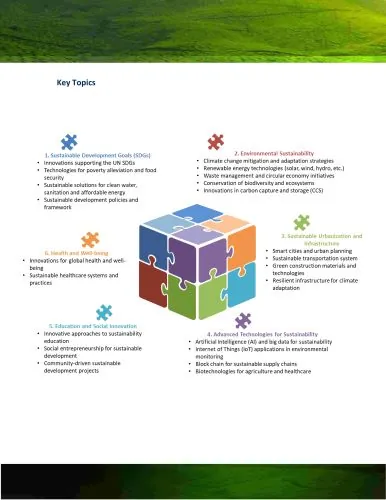 Key Topics
1. Sustainable Development Goals (SDGs)
• Innovations supporting the UN SDGs
• Technologies for poverty alleviation and food
security
• Sustainable solutions for clean water,
sanitation and affordable energy
• Sustainable development policies and
framework
2. Environmental Sustainability
• Climate change mitigation and adaptation strategies
• Renewable energy technologies (solar, wind, hydro, etc.)
• Waste management and circular economy initiatives
• Conservation of biodiversity and ecosystems
• Innovations in carbon capture and storage (CCS)
3. Sustainable Urbanization and
Infrastructure
• Smart cities and urban planning
• Sustainable transportation system
• Green construction materials and
technologies
• Resilient infrastructure for climate
adaptation
6. Health and Well-being
• Innovations for global health and well-
being
• Sustainable healthcare systems and
practices
5. Education and Social Innovation
• Innovative approaches to sustainability
education
• Social entrepreneurship for sustainable
development
• Community-driven sustainable
development projects
4. Advanced Technologies for Sustainability
• Artificial Intelligence (AI) and big data for sustainability
• Internet of Things (IoT) applications in environmental
monitoring
• Block chain for sustainable supply chains
• Biotechnologies for agriculture and healthcare